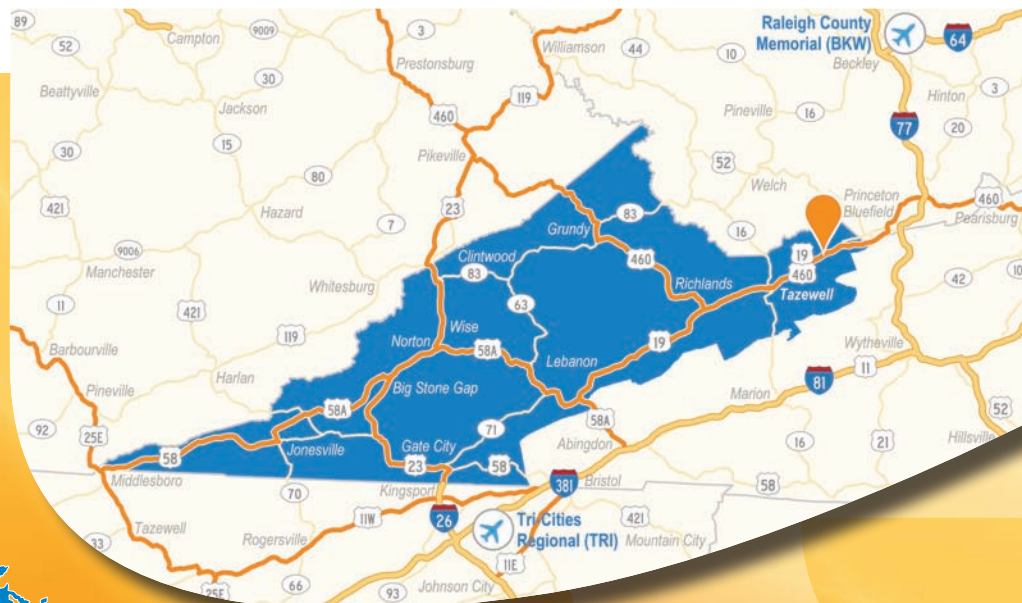 89
Campton
9009
3
Williamson
44
Raleigh County
Memorial (BKW)
64
52
Prestonsburg
10
Beckley
30
Beattyville
119
Hinton
3
Jackson
460
Pineville
16
77
20
15
30
Pikeville
80
52
Welch
Princeton
Bluefield
460
421
23
83
Pearisburg
Hazard
7
Grundy
16
19
9006
Clintwood
460
460
Manchester
83
Richlands
Tazewell
42
10
Whitesburg
11
421
63
Wise
119
Norton
58A
19
Wytheville
Barbourville
Lebanon
11
Harlan
81
Pineville
Big Stone Gap
Marion
58A
58A
52
92
71
25E
Gate City
Abingdon
16
21
Hillsville
58
Jonesville
23
58
Middlesboro
Kingsport
381
Bristol
58
70
11W
26
Tri Cities
Regional (TRI)
421
Tazewell
Mountain City
33
Rogersville
11E
66
25E
93
Johnson City